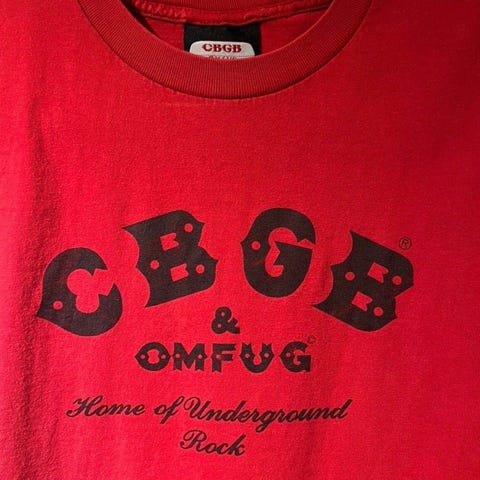 CBGB
CBGB ®
&
OMFUG ©
Home of Underground
Rock